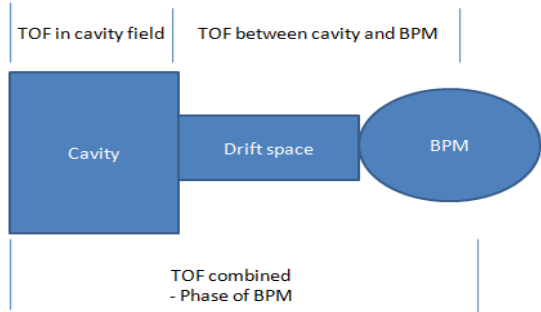 TOF in cavity field
TOF between cavity and BPM
Cavity
Drift space
BPM
TOF combined
- Phase of BPM